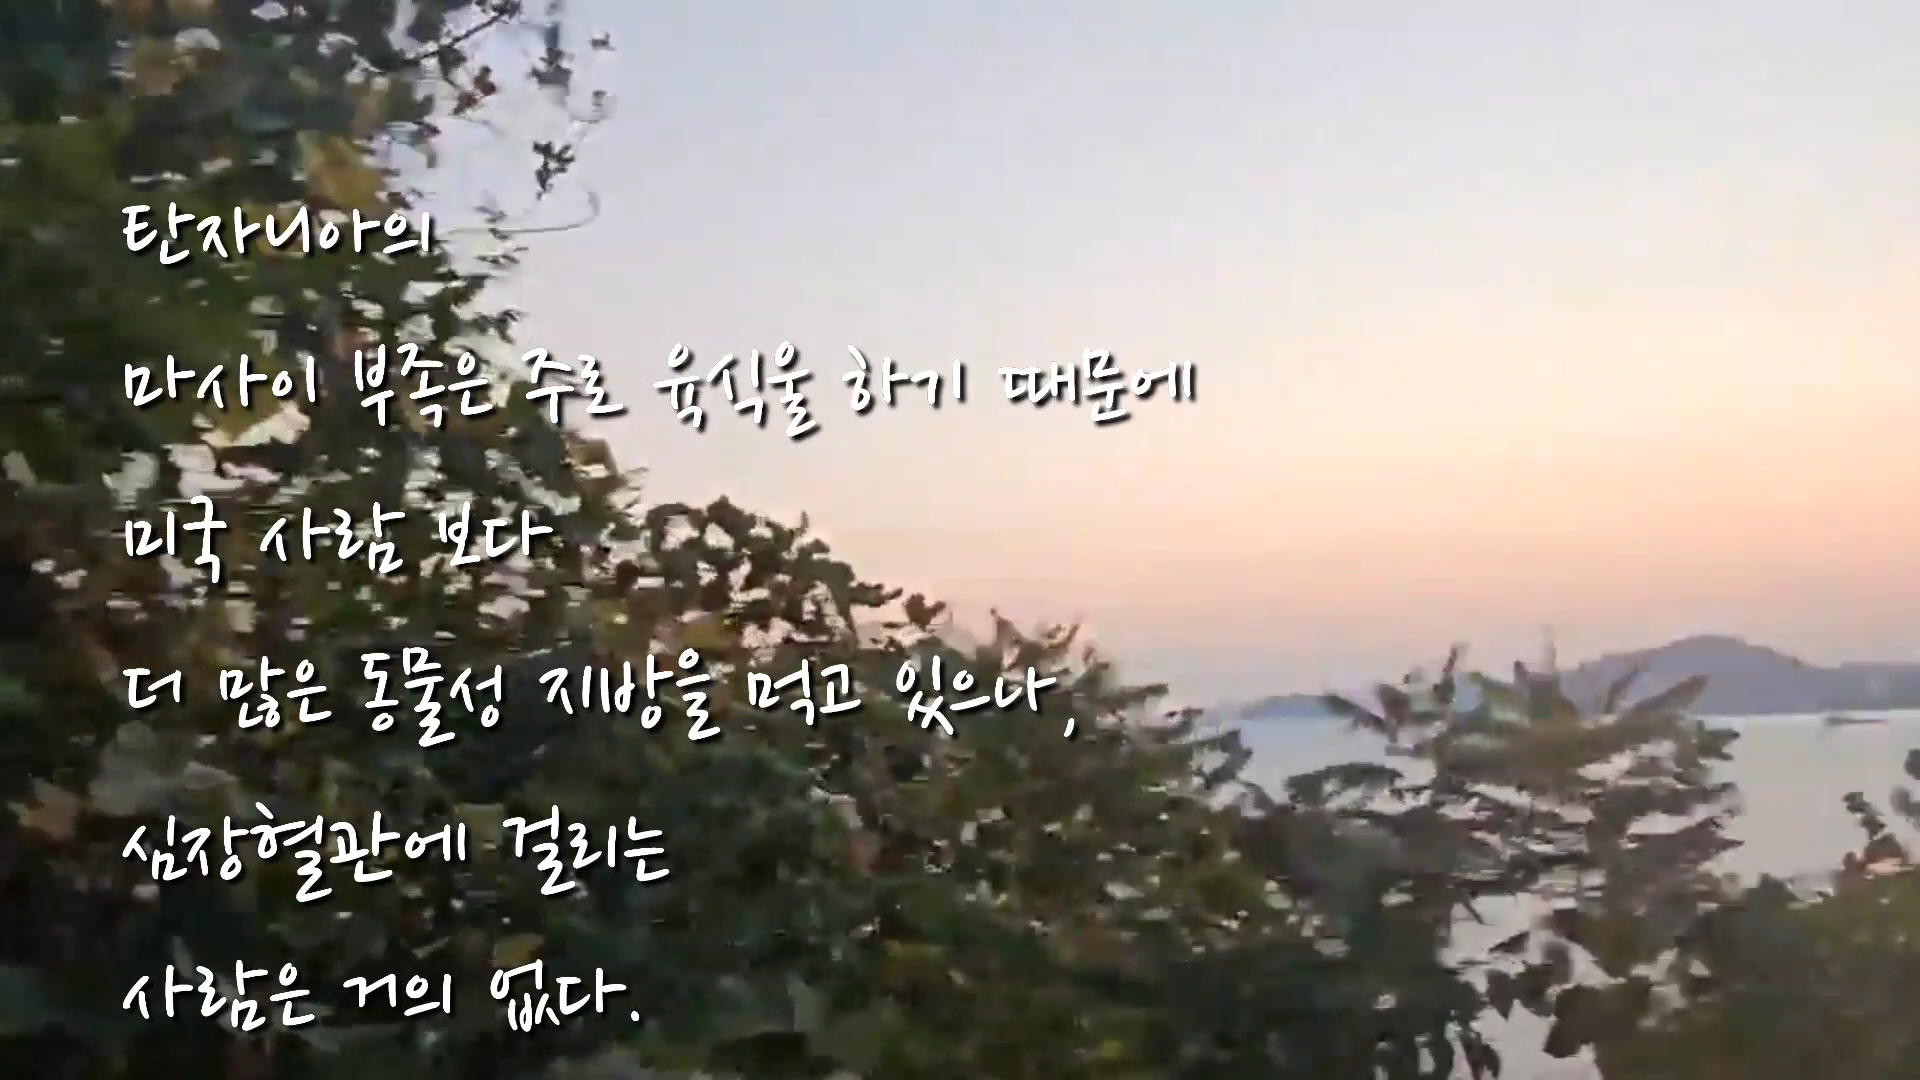 탄자니아의
마사이 부족은 주로 육식울 하기 때문에
미국 사람 보다
더 많은 동물성 지방을 먹고 있으나,
심장혈관에 걸리는
사람은 거의 없다.